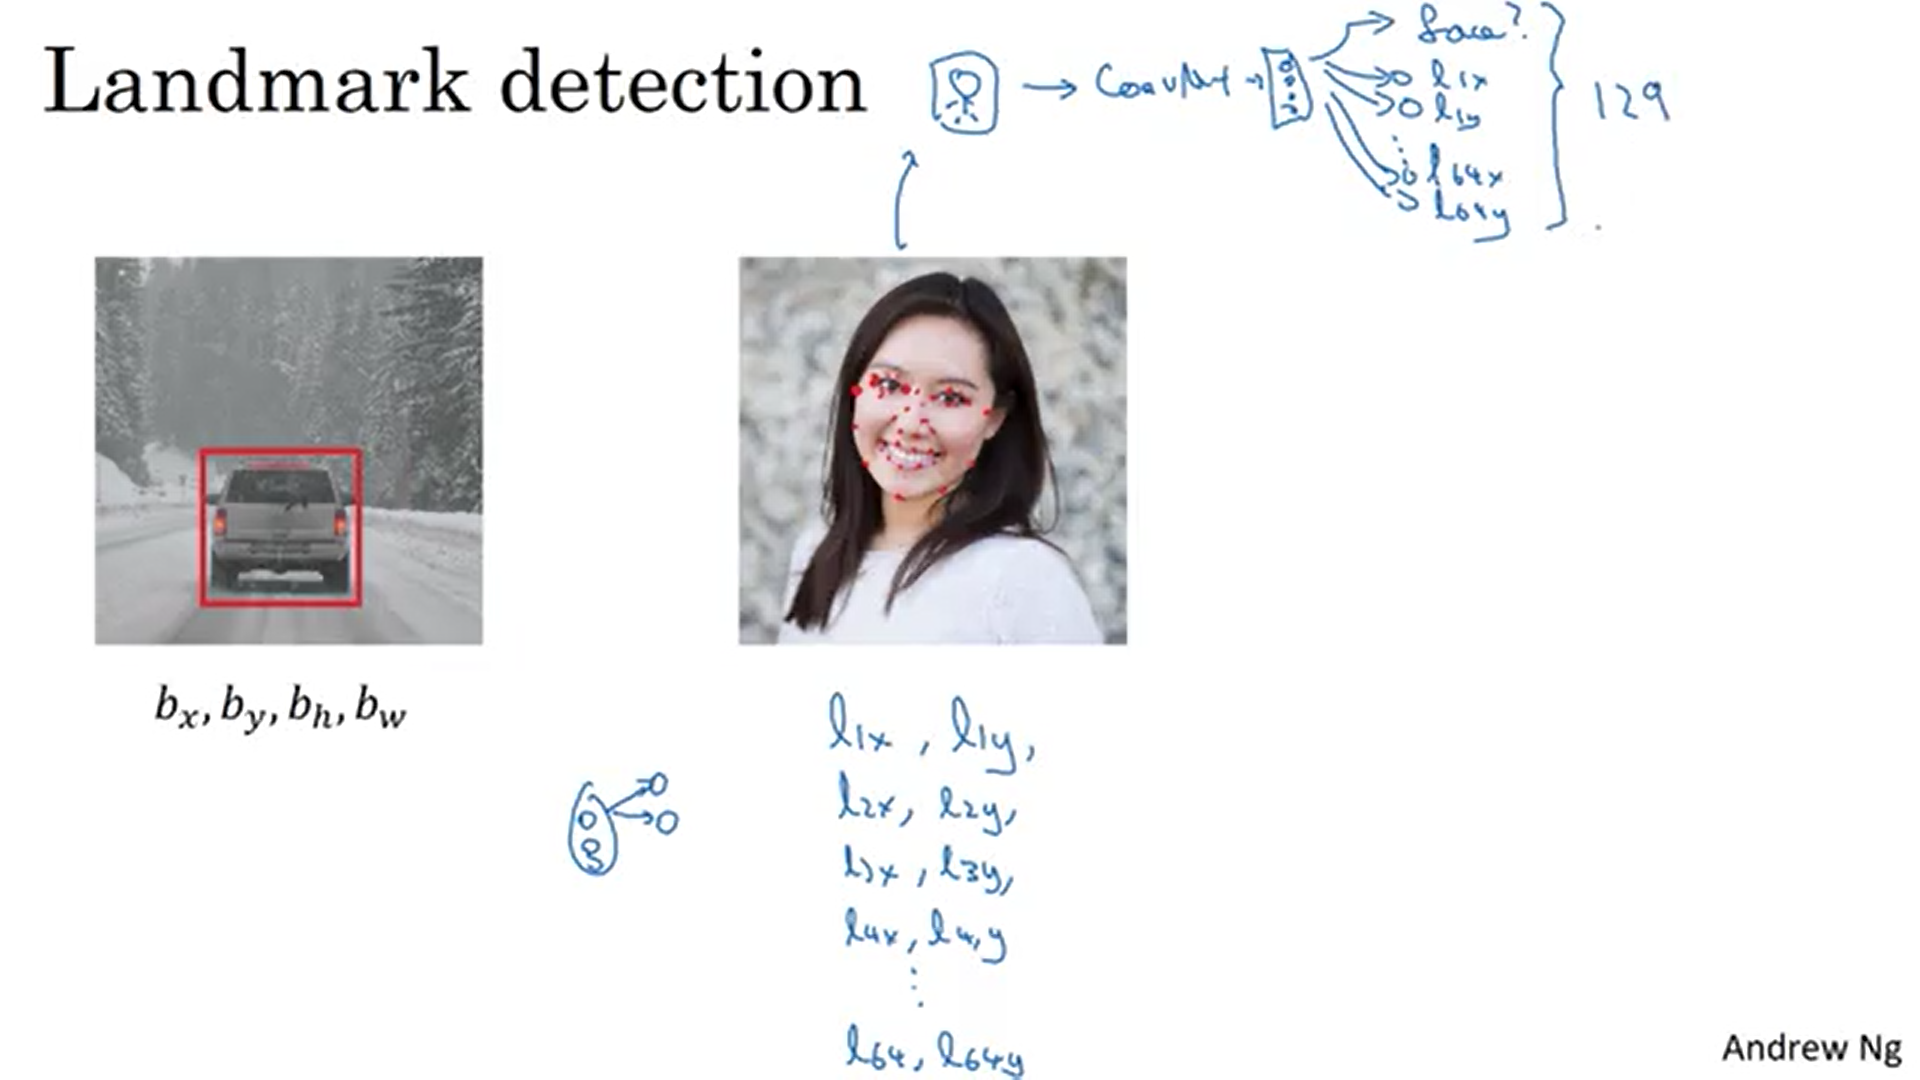 Landmark detection
→ ConvNet →
face?
l1x
l1y
⋮
l64x
l64y
129
bx, by, bh, bw
l1x, l1y,
l2x, l2y,
l3x, l3y,
l4x, l4,y
⋮
l64, l64y
Andrew Ng